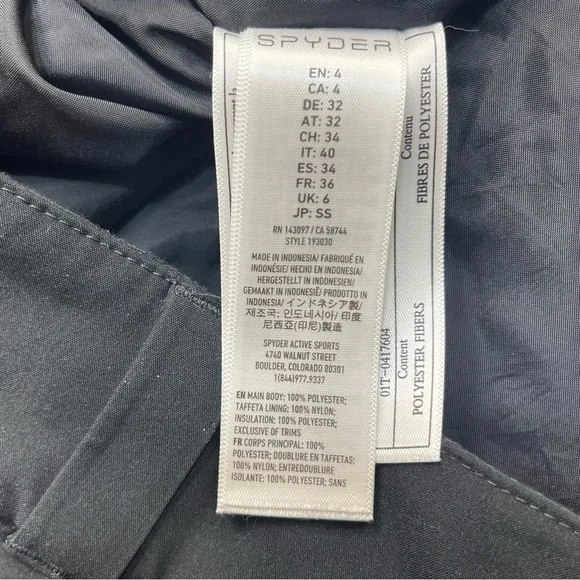 SPYDER
EN: 4
CA: 4
DE: 32
AT: 32
CH: 34
IT: 40
ES: 34
FR: 36
UK: 6
JP: SS
RN 143097 / CA 58744
STYLE 193030
MADE IN INDONESIA/ FABRIQUÉ EN
INDONÉSIE/ HECHO EN INDONESIA/
HERGESTELLT IN INDONESIEN/
GEMAAKT IN INDONESIË/ PRODOTTO IN
INDONESIA/ インドネシア製/
제조국: 인도네시아/ 印度
尼西亞(印尼)製造
SPYDER ACTIVE SPORTS
4740 WALNUT STREET
BOULDER, COLORADO 80301
1(844)977.9337
EN MAIN BODY: 100% POLYESTER;
TAFFETA LINING: 100% NYLON;
INSULATION: 100% POLYESTER;
EXCLUSIVE OF TRIMS
FR CORPS PRINCIPAL: 100%
POLYESTER; DOUBLURE EN TAFFETAS:
100% NYLON; ENTREDOUBLURE
ISOLANTE: 100% POLYESTER; SANS
Contenu
FIBRES DE POLYESTER
01T-0417604
Content
POLYESTER FIBERS